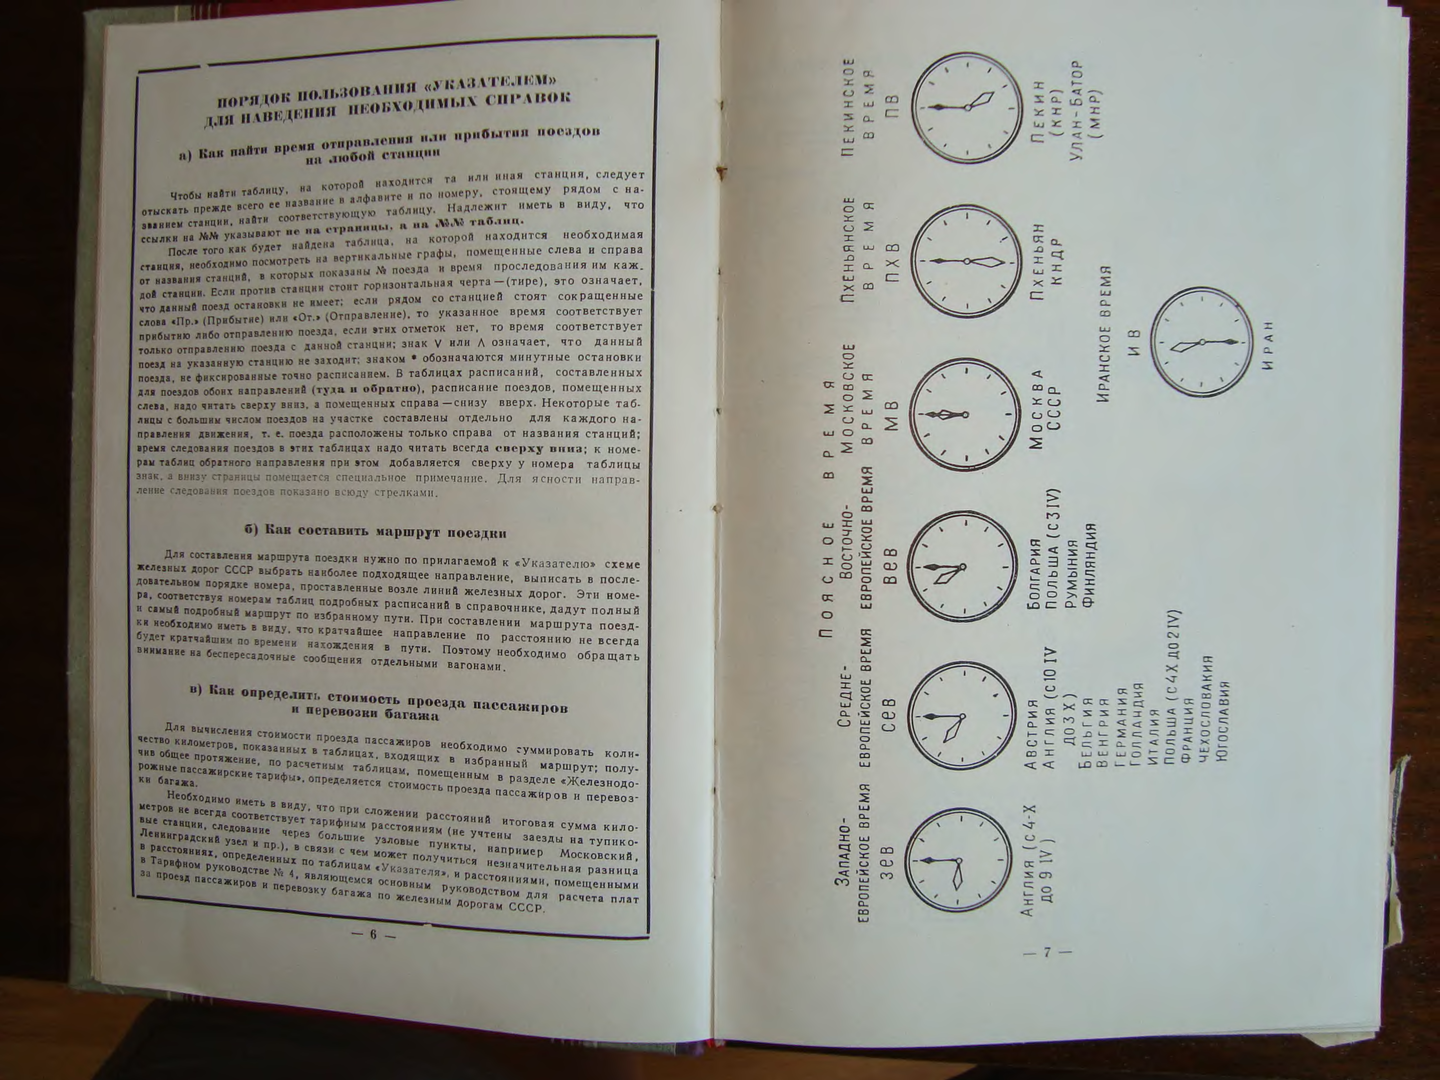 ПОРЯДОК ПОЛЬЗОВАНИЯ «УКАЗАТЕЛЕМ»
ДЛЯ НАВЕДЕНИЯ НЕОБХОДИМЫХ СПРАВОК
а) Как найти время отправления или прибытия поездов
на любой станции
Чтобы найти таблицу, на которой находится та или иная станция, следует
отыскать прежде всего ее название в алфавите и по номеру, стоящему рядом с на-
званием станции, найти соответствующую таблицу. Надлежит иметь в виду, что
ссылки на №№ указывают не на страницы, а на №№ таблиц.
После того как будет найдена таблица, на которой находится необходимая
станция, необходимо посмотреть на вертикальные графы, помещенные слева и справа
от названия станций, в которых показаны № поезда и время проследования им каж.
дой станции. Если против станции стоит горизонтальная черта — (тире), это означает,
что данный поезд остановки не имеет; если рядом со станцией стоят сокращенные
слова «Пр.» (Прибытие) или «От.» (Отправление), то указанное время соответствует
прибытию либо отправлению поезда, если этих отметок нет, то время соответствует
только отправлению поезда с данной станции; знак V или Λ означает, что данный
поезд на указанную станцию не заходит; знаком * обозначаются минутные остановки
поезда, не фиксированные точно расписанием. В таблицах расписаний, составленных
для поездов обоих направлений (туда и обратно), расписание поездов, помещенных
слева, надо читать сверху вниз, а помещенных справа — снизу вверх. Некоторые таб-
лицы с большим числом поездов на участке составлены отдельно для каждого на-
правления движения, т. е. поезда расположены только справа от названия станций;
время следования поездов в этих таблицах надо читать всегда сверху вниз; к номе-
рам таблиц обратного направления при этом добавляется сверху у номера таблицы
знак, а внизу страницы помещается специальное примечание. Для ясности направ-
ление следования поездов показано всюду стрелками.
б) Как составить маршрут поездки
Для составления маршрута поездки нужно по прилагаемой к «Указателю» схеме
железных дорог СССР выбрать наиболее подходящее направление, выписать в после-
довательном порядке номера, проставленные возле линий железных дорог. Эти номе-
ра, соответствуя номерам таблиц подробных расписаний в справочнике, дадут полный
и самый подробный маршрут по избранному пути. При составлении маршрута поезд-
ки необходимо иметь в виду, что кратчайшее направление по расстоянию не всегда
будет кратчайшим по времени нахождения в пути. Поэтому необходимо обращать
внимание на беспересадочные сообщения отдельными вагонами.
в) Как определить стоимость проезда пассажиров
и перевозки багажа
Для вычисления стоимости проезда пассажиров необходимо суммировать коли-
чество километров, показанных в таблицах, входящих в избранный маршрут; полу-
чив общее протяжение, по расчетным таблицам, помещенным в разделе «Железнодо-
рожные пассажирские тарифы», определяется стоимость проезда пассажиров и перевоз-
ки багажа.
Необходимо иметь в виду, что при сложении расстояний итоговая сумма кило-
метров не всегда соответствует тарифным расстояниям (не учтены заезды на тупико-
вые станции, следование через большие узловые пункты, например Московский,
Ленинградский узел и пр.), в связи с чем может получиться незначительная разница
в расстояниях, определенных по таблицам «Указателя», и расстояниями, помещенными
в Тарифном руководстве № 4, являющемся основным руководством для расчета плат
за проезд пассажиров и перевозку багажа по железным дорогам СССР.
— 6 —
ПОЯСНОЕ ВРЕМЯ
ЗАПАДНО-
ЕВРОПЕЙСКОЕ ВРЕМЯ
ЗЕВ
АНГЛИЯ (С 4-X
ДО 9 IV)
СРЕДНЕ-
ЕВРОПЕЙСКОЕ ВРЕМЯ
СЕВ
АВСТРИЯ
АНГЛИЯ (С 10 IV
ДО 3 X)
БЕЛЬГИЯ
ВЕНГРИЯ
ГЕРМАНИЯ
ГОЛЛАНДИЯ
ИТАЛИЯ
ПОЛЬША (С 4X ДО 2 IV)
ФРАНЦИЯ
ЧЕХОСЛОВАКИЯ
ЮГОСЛАВИЯ
ВОСТОЧНО-
ЕВРОПЕЙСКОЕ ВРЕМЯ
ВЕВ
БОЛГАРИЯ
ПОЛЬША (С 3 IV)
РУМЫНИЯ
ФИНЛЯНДИЯ
МОСКОВСКОЕ
ВРЕМЯ
МВ
МОСКВА
СССР
ПХЕНЬЯНСКОЕ
ВРЕМЯ
ПХВ
ПХЕНЬЯН
КНДР
ПЕКИНСКОЕ
ВРЕМЯ
ПВ
ПЕКИН
(КНР)
УЛАН-БАТОР
(МНР)
ИРАНСКОЕ ВРЕМЯ
ИВ
ИРАН
— 7 —